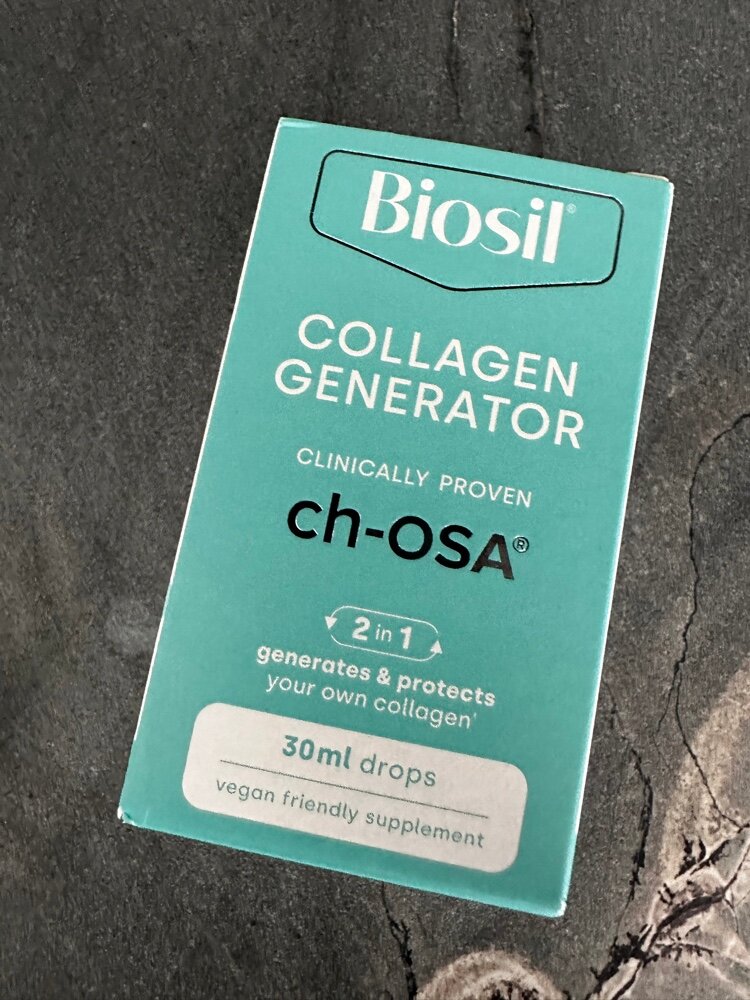 Biosil®
COLLAGEN
GENERATOR
CLINICALLY PROVEN
ch-OSA®
2 in 1
generates & protects
your own collagen'
30ml drops
vegan friendly supplement